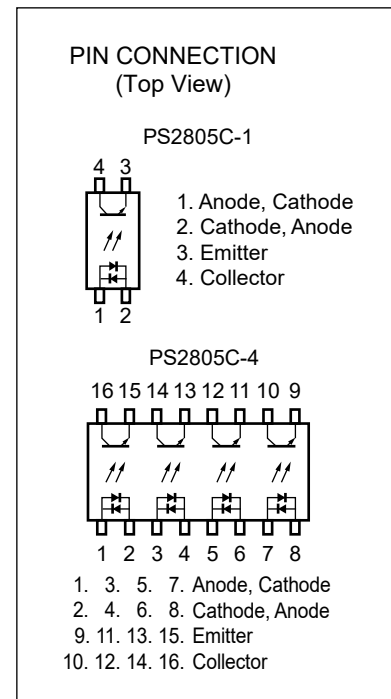 PIN CONNECTION
(Top View)
PS2805C-1
4 3
1 2
1. Anode, Cathode
2. Cathode, Anode
3. Emitter
4. Collector
PS2805C-4
16 15 14 13 12 11 10 9
1 2 3 4 5 6 7 8
1. 3. 5. 7. Anode, Cathode
2. 4. 6. 8. Cathode, Anode
9. 11. 13. 15. Emitter
10. 12. 14. 16. Collector